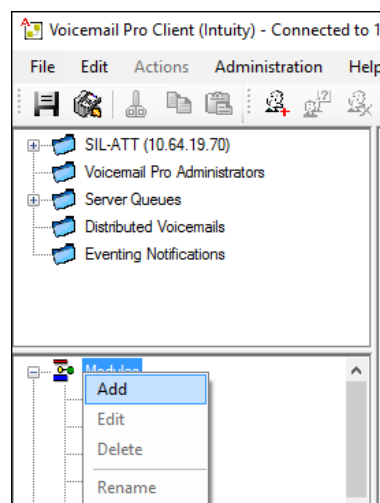 Voicemail Pro Client (Intuity) - Connected to 1
File Edit Actions Administration Help
SIL-ATT (10.64.19.70)
Voicemail Pro Administrators
Server Queues
Distributed Voicemails
Eventing Notifications
Modules
Add
Edit
Delete
Rename